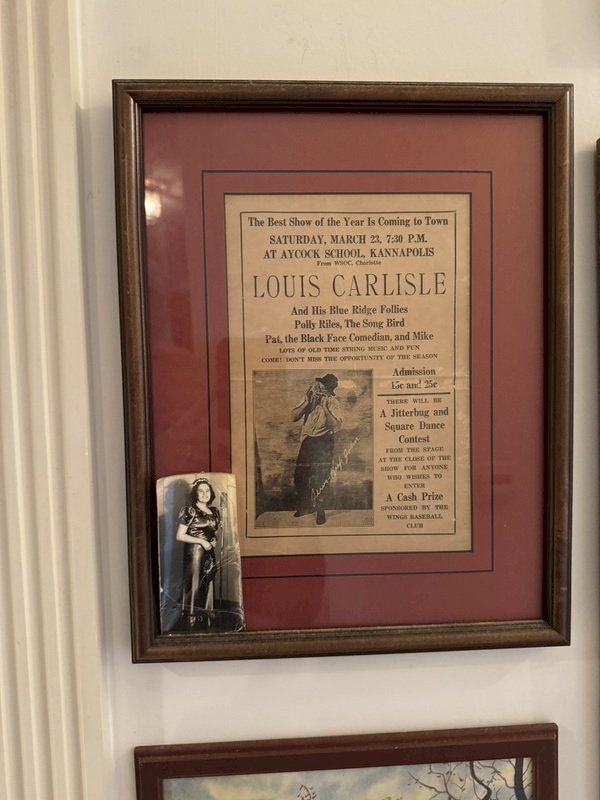 The Best Show of the Year Is Coming to Town
SATURDAY, MARCH 23, 7:30 P.M.
AT AYCOCK SCHOOL, KANNAPOLIS
From WSOC, Charlotte
LOUIS CARLISLE
And His Blue Ridge Follies
Polly Riles, The Song Bird
Pat, the Black Face Comedian, and Mike
LOTS OF OLD TIME STRING MUSIC AND FUN
COME! DON'T MISS THE OPPORTUNITY OF THE SEASON
Admission
15c and 25c
THERE WILL BE
A Jitterbug and
Square Dance
Contest
FROM THE STAGE
AT THE CLOSE OF THE
SHOW FOR ANYONE
WHO WISHES TO
ENTER
A Cash Prize
SPONSORED BY THE
WINGS BASEBALL
CLUB